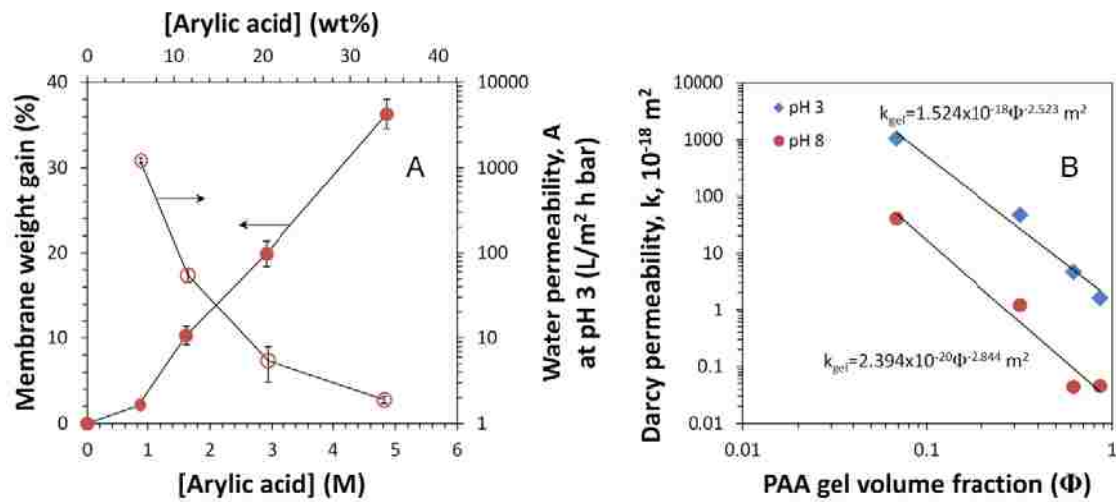 [Arylic acid] (wt%)
0 10 20 30 40
Membrane weight gain (%)
40
30
20
10
0
A
10000
1000
100
10
1
Water permeability, A
at pH 3 (L/m² h bar)
0 1 2 3 4 5 6
[Arylic acid] (M)
Darcy permeability, k, 10⁻¹⁸ m²
10000
1000
100
10
1
0.1
0.01
pH 3
pH 8
k_gel=1.524x10⁻¹⁸Φ⁻²·⁵²³ m²
B
k_gel=2.394x10⁻²⁰Φ⁻²·⁸⁴⁴ m²
0.01 0.1 1
PAA gel volume fraction (Φ)